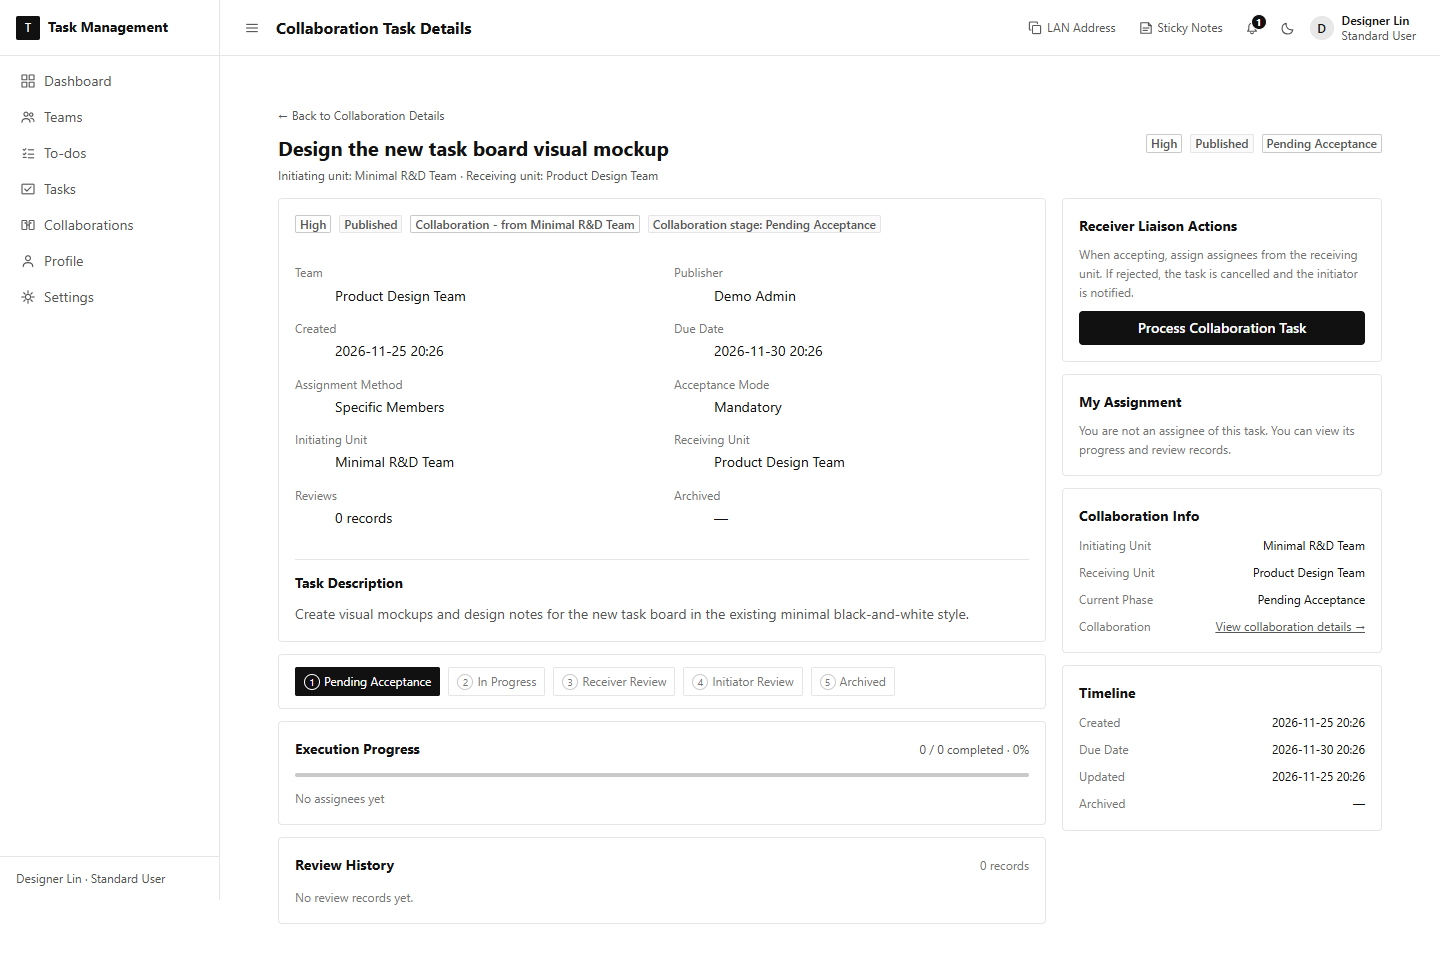 T Task Management
Collaboration Task Details
LAN Address
Sticky Notes
1
D
Designer Lin
Standard User
Dashboard
Teams
To-dos
Tasks
Collaborations
Profile
Settings
Designer Lin · Standard User
← Back to Collaboration Details
Design the new task board visual mockup
Initiating unit: Minimal R&D Team · Receiving unit: Product Design Team
High Published Pending Acceptance
High Published Collaboration - from Minimal R&D Team Collaboration stage: Pending Acceptance
Team
Product Design Team
Publisher
Demo Admin
Created
2026-11-25 20:26
Due Date
2026-11-30 20:26
Assignment Method
Specific Members
Acceptance Mode
Mandatory
Initiating Unit
Minimal R&D Team
Receiving Unit
Product Design Team
Reviews
0 records
Archived
—
Task Description
Create visual mockups and design notes for the new task board in the existing minimal black-and-white style.
1 Pending Acceptance
2 In Progress
3 Receiver Review
4 Initiator Review
5 Archived
Execution Progress
0 / 0 completed · 0%
No assignees yet
Review History
0 records
No review records yet.
Receiver Liaison Actions
When accepting, assign assignees from the receiving
unit. If rejected, the task is cancelled and the initiator
is notified.
Process Collaboration Task
My Assignment
You are not an assignee of this task. You can view its
progress and review records.
Collaboration Info
Initiating Unit Minimal R&D Team
Receiving Unit Product Design Team
Current Phase Pending Acceptance
Collaboration View collaboration details →
Timeline
Created 2026-11-25 20:26
Due Date 2026-11-30 20:26
Updated 2026-11-25 20:26
Archived —